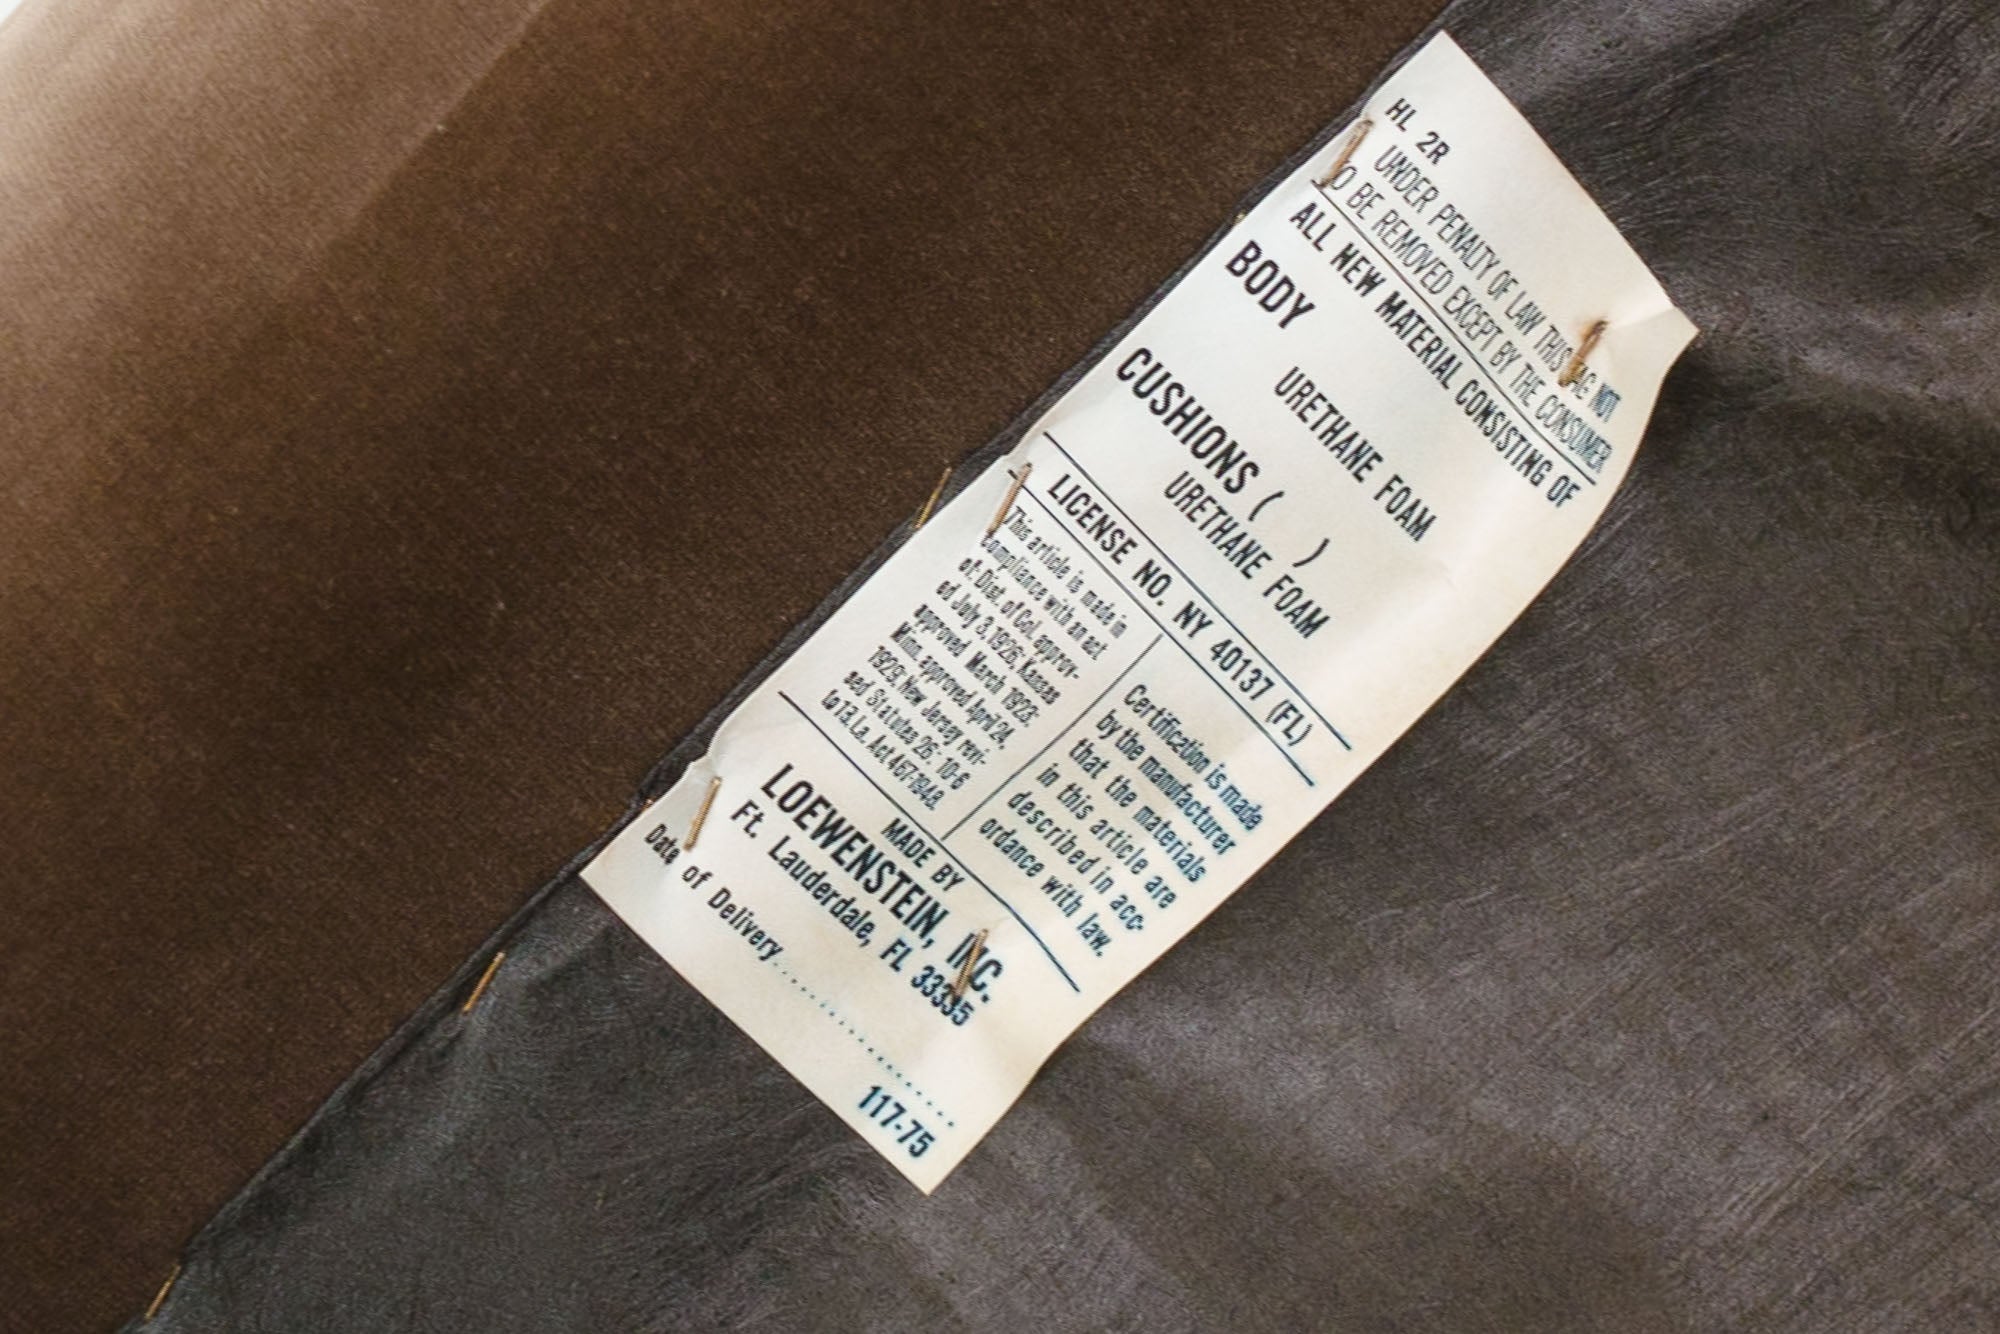 HL 2R
UNDER PENALTY OF LAW THIS TAG NOT
TO BE REMOVED EXCEPT BY THE CONSUMER
ALL NEW MATERIAL CONSISTING OF
BODY
URETHANE FOAM
CUSHIONS ( )
URETHANE FOAM
LICENSE NO. NY 40137 (FL)
This article is made in
compliance with an act
of Dist. of Col. approv-
ed July 3, 1926; Kansas
approved March 1923;
Minn. approved April 24,
1929; New Jersey revi-
sed Statutes 26: 10-6
to 13. La. Act 467-1948.
Certification is made
by the manufacturer
that the materials
in this article are
described in acc-
ordance with law.
MADE BY
LOEWENSTEIN, INC.
Ft. Lauderdale, FL 33335
Date of Delivery
117-75